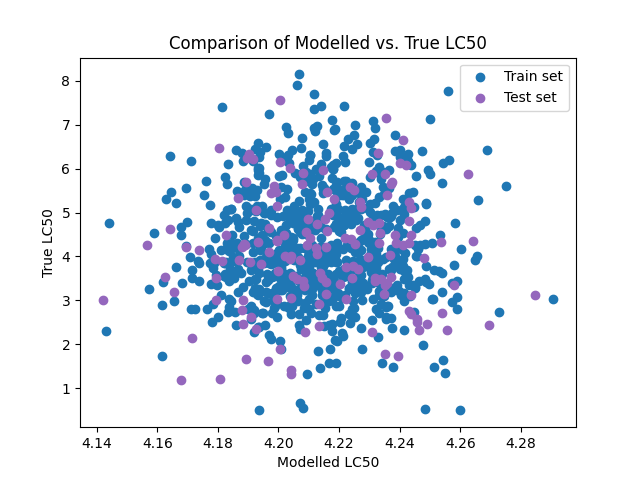 Comparison of Modelled vs. True LC50
Train set
Test set
True LC50
8
7
6
5
4
3
2
1
4.14 4.16 4.18 4.20 4.22 4.24 4.26 4.28
Modelled LC50